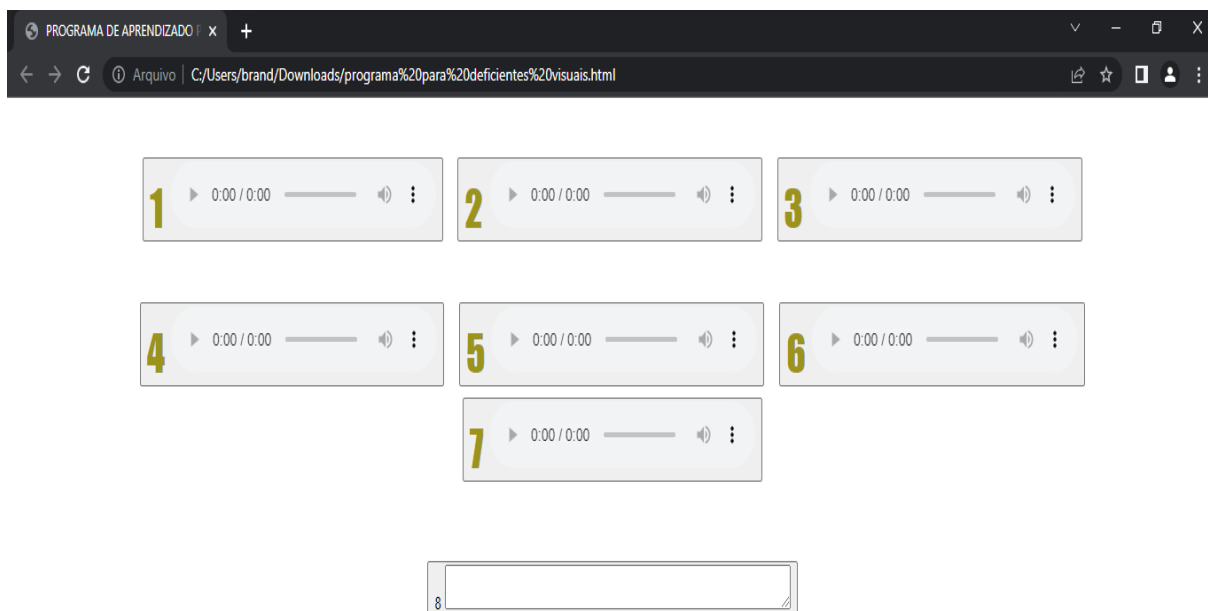 PROGRAMA DE APRENDIZADO P
Arquivo C:/Users/brand/Downloads/programa%20para%20deficientes%20visuais.html
1 0:00 / 0:00 2 0:00 / 0:00 3 0:00 / 0:00
4 0:00 / 0:00 5 0:00 / 0:00 6 0:00 / 0:00
7 0:00 / 0:00
8